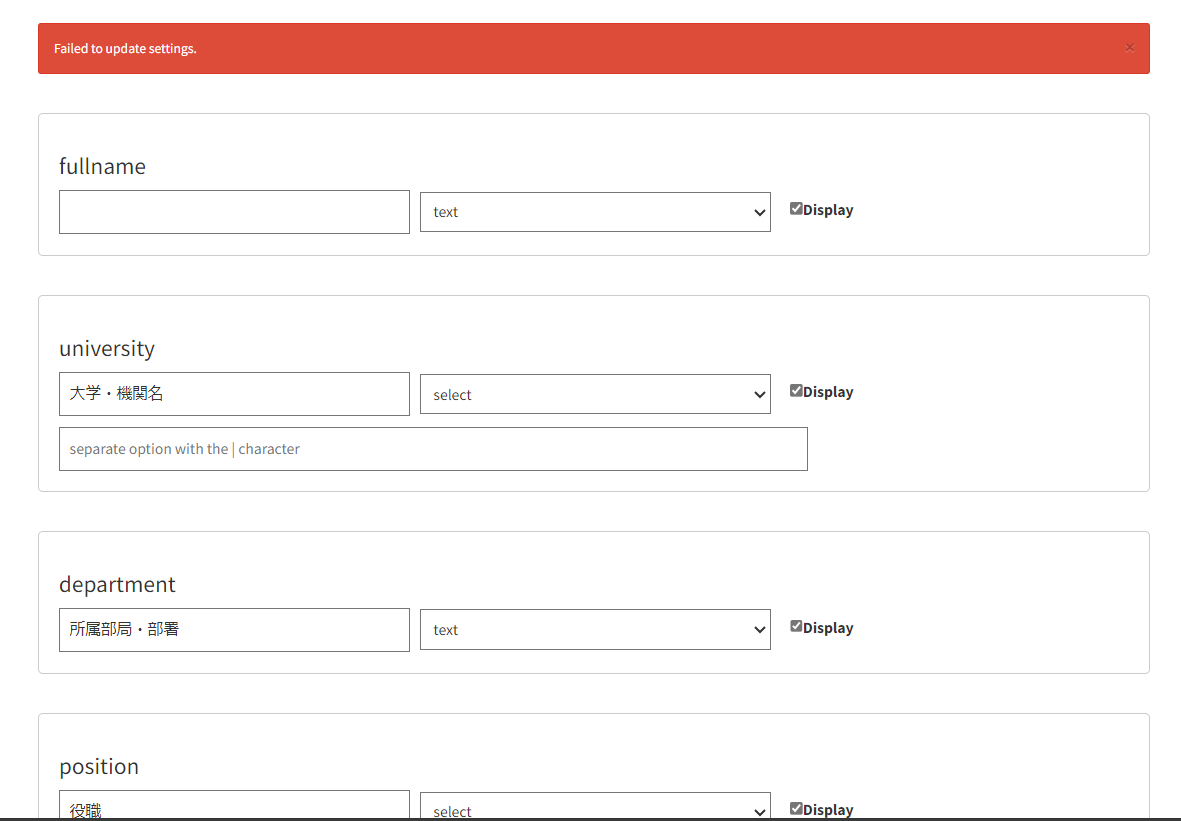 Failed to update settings.
×
fullname
text
Display
university
大学・機関名
select
Display
separate option with the | character
department
所属部局・部署
text
Display
position
役職
select
Display